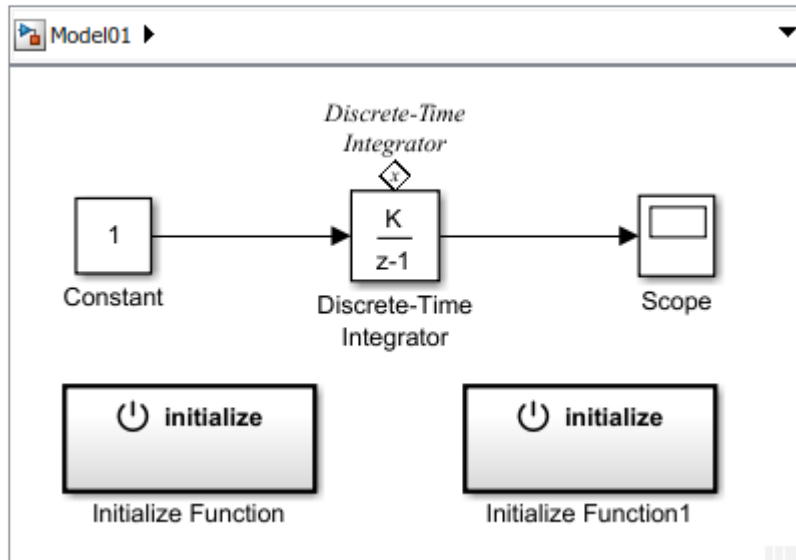 Model01
Discrete-Time
Integrator
x
1
K
z-1
Constant
Discrete-Time
Integrator
Scope
initialize
initialize
Initialize Function
Initialize Function1